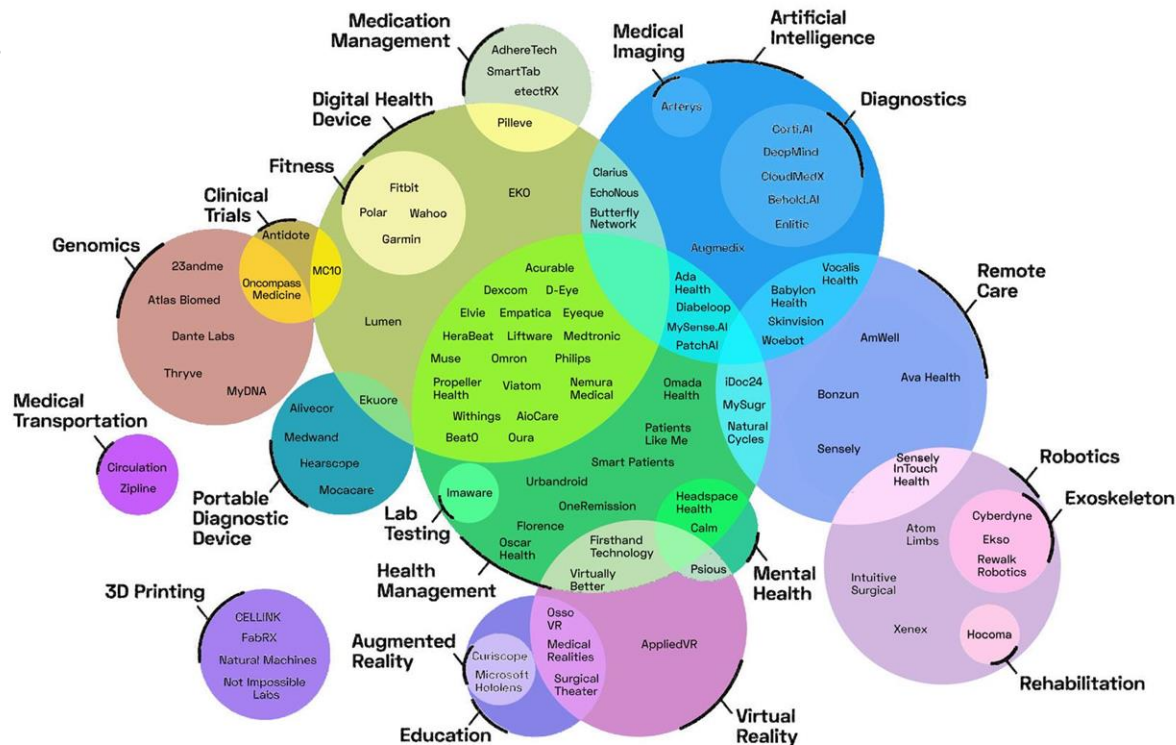 Medication
Management
AdhereTech
SmartTab
etectRX
Pilleve
Medical
Imaging
Arterys
Artificial
Intelligence
Diagnostics
Corti.AI
DeepMind
CloudMedX
Behold.AI
Enlitic
Augmedix
Digital Health
Device
Fitness
Fitbit
Polar
Wahoo
Garmin
EKO
Clarius
EchoNous
Butterfly
Network
Clinical
Trials
Antidote
Oncompass
Medicine
MC10
Genomics
23andme
Atlas Biomed
Dante Labs
Thryve
MyDNA
Lumen
Acurable
Dexcom
D-Eye
Elvie
Empatica
Eyeque
HeraBeat
Liftware
Medtronic
Muse
Omron
Philips
Propeller
Health
Viatom
Nemura
Medical
Withings
AioCare
BeatO
Oura
Ada
Health
Diabeloop
MySense.AI
PatchAI
Vocalis
Health
Babylon
Health
Skinvision
Woebot
Remote
Care
AmWell
Ava Health
Bonzun
Sensely
iDoc24
MySugr
Natural
Cycles
Omada
Health
Patients
Like Me
Smart Patients
Urbandroid
OneRemission
Florence
Oscar
Health
Medical
Transportation
Circulation
Zipline
Ekuore
Alivecor
Medwand
Hearscope
Mocacare
Portable
Diagnostic
Device
Imaware
Lab
Testing
Health
Management
Headspace
Health
Calm
Psious
Mental
Health
Firsthand
Technology
Virtually
Better
Sensely
InTouch
Health
Robotics
Exoskeleton
Cyberdyne
Ekso
Rewalk
Robotics
Atom
Limbs
Intuitive
Surgical
Xenex
Hocoma
Rehabilitation
3D Printing
CELLINK
FabRX
Natural Machines
Not Impossible
Labs
Augmented
Reality
Curiscope
Microsoft
Hololens
Education
Osso
VR
Medical
Realities
Surgical
Theater
AppliedVR
Virtual
Reality